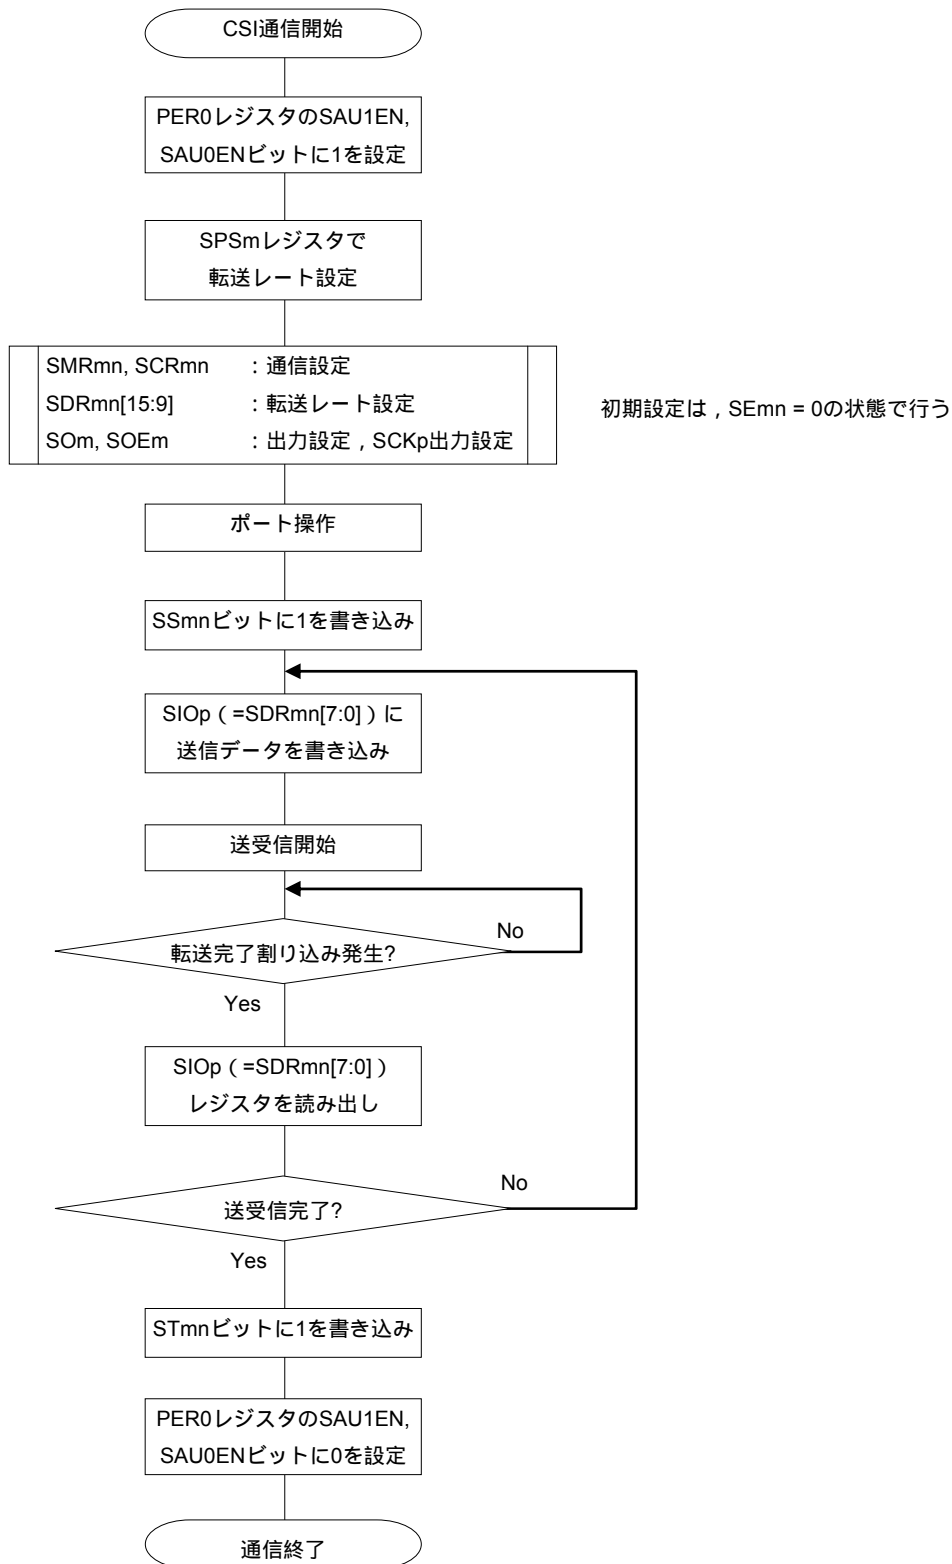 CSI通信開始
PER0レジスタのSAU1EN,
SAU0ENビットに1を設定
SPSmレジスタで
転送レート設定
SMRmn, SCRmn ：通信設定
SDRmn[15:9] ：転送レート設定
SOm, SOEm ：出力設定，SCKp出力設定
初期設定は，SEmn = 0の状態で行う
ポート操作
SSmnビットに1を書き込み
SIOp（=SDRmn[7:0]）に
送信データを書き込み
送受信開始
転送完了割り込み発生?
No
Yes
SIOp（=SDRmn[7:0]）
レジスタを読み出し
送受信完了?
No
Yes
STmnビットに1を書き込み
PER0レジスタのSAU1EN,
SAU0ENビットに0を設定
通信終了